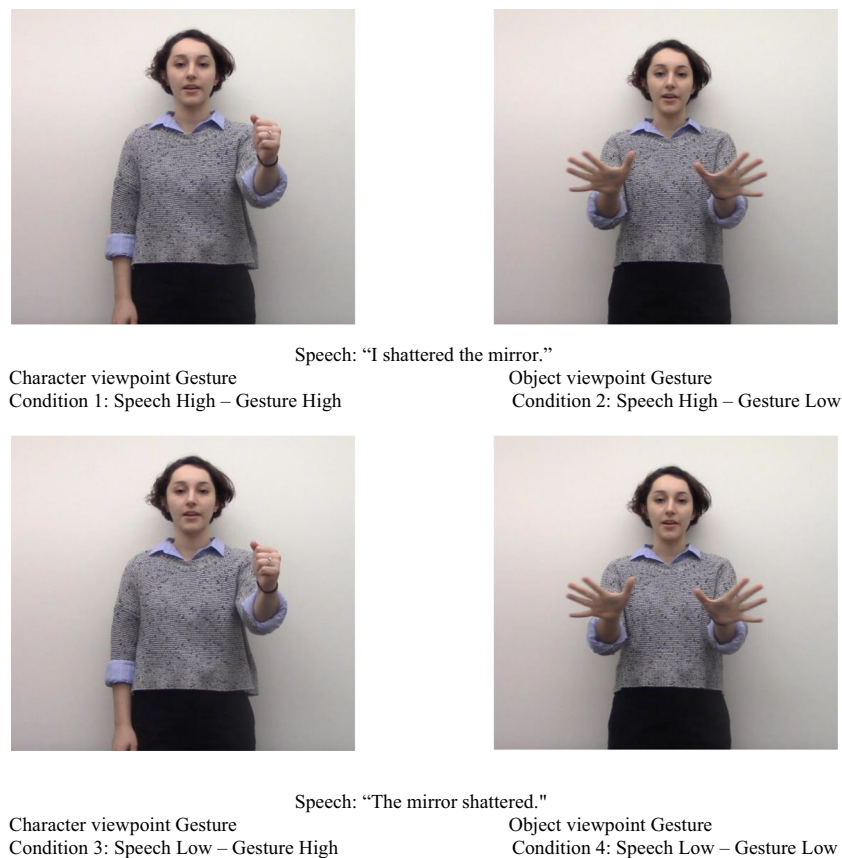 Speech: “I shattered the mirror.”
Character viewpoint Gesture Object viewpoint Gesture
Condition 1: Speech High – Gesture High Condition 2: Speech High – Gesture Low
Speech: “The mirror shattered."
Character viewpoint Gesture Object viewpoint Gesture
Condition 3: Speech Low – Gesture High Condition 4: Speech Low – Gesture Low